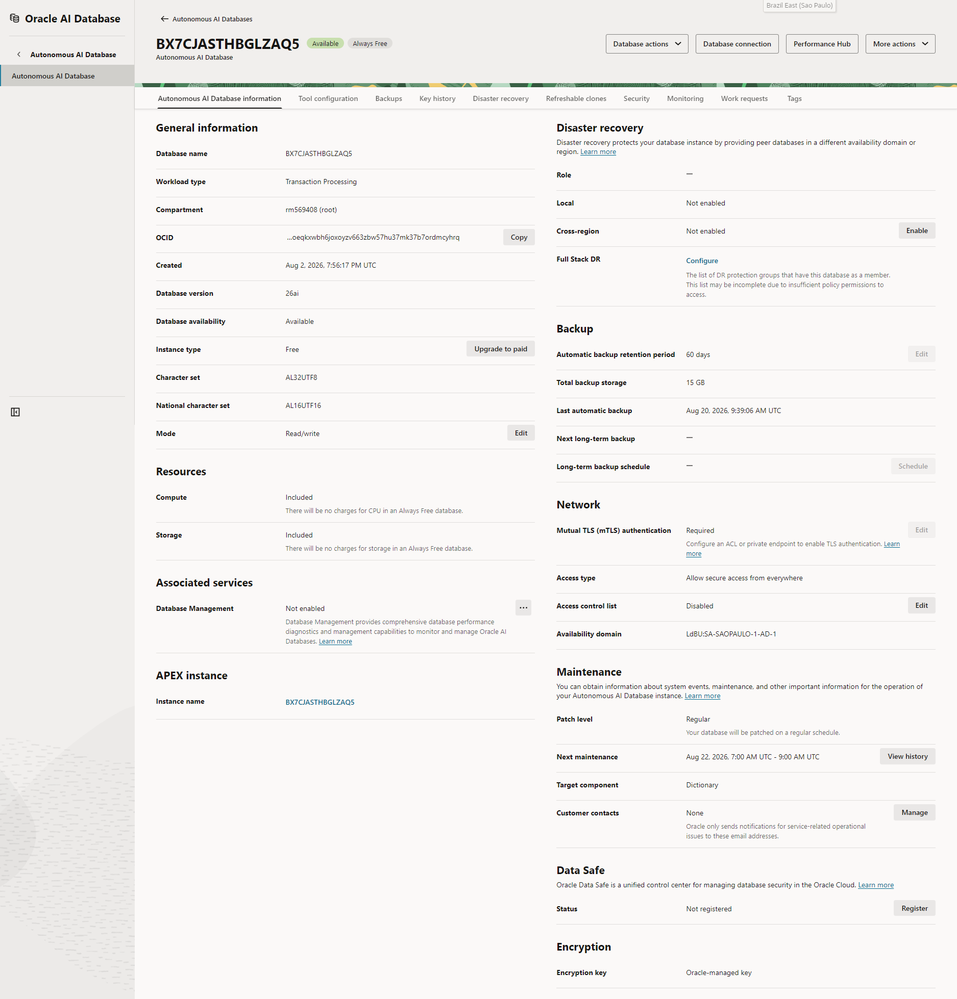 Brazil East (Sao Paulo)
Oracle AI Database
Autonomous AI Database
Autonomous AI Database
Autonomous AI Databases
BX7CJASTHBGLZAQ5
Available
Always Free
Autonomous AI Database
Database actions
Database connection
Performance Hub
More actions
Autonomous AI Database information
Tool configuration
Backups
Key history
Disaster recovery
Refreshable clones
Security
Monitoring
Work requests
Tags
General information
Database name
BX7CJASTHBGLZAQ5
Workload type
Transaction Processing
Compartment
rm569408 (root)
OCID
...oeqkxwbh6joxoyzv663zbw57hu37mk37b7ordmcyhrq
Copy
Created
Aug 2, 2026, 7:56:17 PM UTC
Database version
26ai
Database availability
Available
Instance type
Free
Upgrade to paid
Character set
AL32UTF8
National character set
AL16UTF16
Mode
Read/write
Edit
Resources
Compute
Included
There will be no charges for CPU in an Always Free database.
Storage
Included
There will be no charges for storage in an Always Free database.
Associated services
Database Management
Not enabled
Database Management provides comprehensive database performance
diagnostics and management capabilities to monitor and manage Oracle AI
Databases. Learn more
APEX instance
Instance name
BX7CJASTHBGLZAQ5
Disaster recovery
Disaster recovery protects your database instance by providing peer databases in a different availability domain or
region. Learn more
Role
—
Local
Not enabled
Cross-region
Not enabled
Enable
Full Stack DR
Configure
The list of DR protection groups that have this database as a member.
This list may be incomplete due to insufficient policy permissions to
access.
Backup
Automatic backup retention period
60 days
Edit
Total backup storage
15 GB
Last automatic backup
Aug 20, 2026, 9:39:06 AM UTC
Next long-term backup
—
Long-term backup schedule
—
Schedule
Network
Mutual TLS (mTLS) authentication
Required
Edit
Configure an ACL or private endpoint to enable TLS authentication. Learn
more
Access type
Allow secure access from everywhere
Access control list
Disabled
Edit
Availability domain
LdBU:SA-SAOPAULO-1-AD-1
Maintenance
You can obtain information about system events, maintenance, and other important information for the operation of
your Autonomous AI Database instance. Learn more
Patch level
Regular
Your database will be patched on a regular schedule.
Next maintenance
Aug 22, 2026, 7:00 AM UTC - 9:00 AM UTC
View history
Target component
Dictionary
Customer contacts
None
Manage
Oracle only sends notifications for service-related operational
issues to these email addresses.
Data Safe
Oracle Data Safe is a unified control center for managing database security in the Oracle Cloud. Learn more
Status
Not registered
Register
Encryption
Encryption key
Oracle-managed key